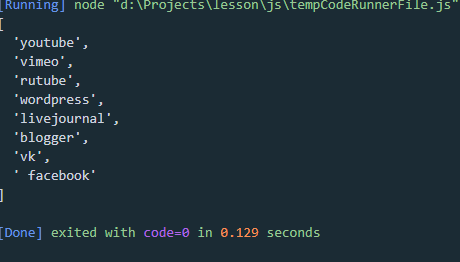 [Running] node "d:\Projects\lesson\js\tempCodeRunnerFile.js"
[
  'youtube',
  'vimeo',
  'rutube',
  'wordpress',
  'livejournal',
  'blogger',
  'vk',
  ' facebook'
]
[Done] exited with code=0 in 0.129 seconds